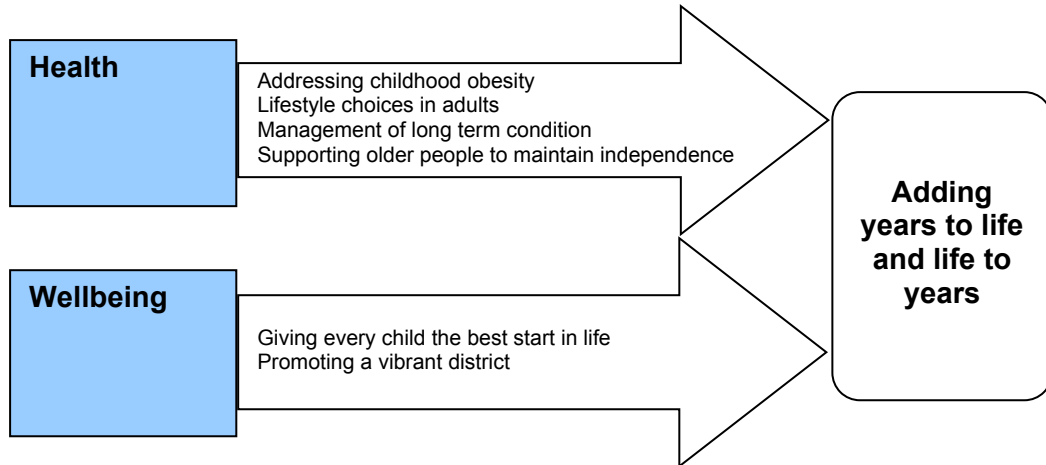 Health
Addressing childhood obesity
Lifestyle choices in adults
Management of long term condition
Supporting older people to maintain independence
Wellbeing
Giving every child the best start in life
Promoting a vibrant district
Adding
years to life
and life to
years